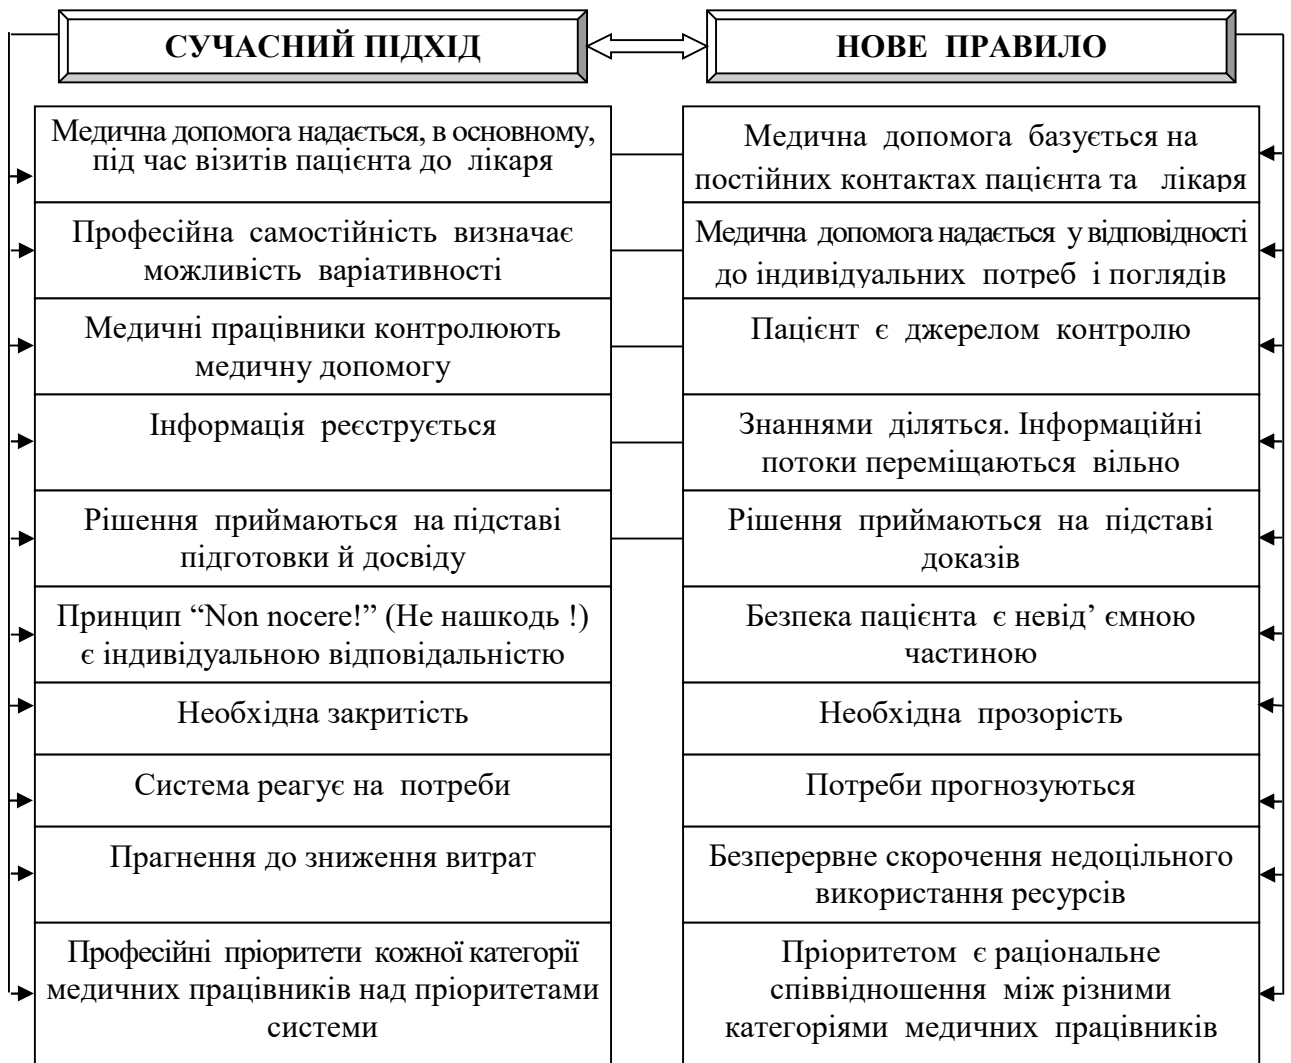 СУЧАСНИЙ ПІДХІД
НОВЕ ПРАВИЛО
Медична допомога надається, в основному,
під час візитів пацієнта до лікаря
Медична допомога базується на
постійних контактах пацієнта та лікаря
Професійна самостійність визначає
можливість варіативності
Медична допомога надається у відповідності
до індивідуальних потреб і поглядів
Медичні працівники контролюють
медичну допомогу
Пацієнт є джерелом контролю
Інформація реєструється
Знаннями діляться. Інформаційні
потоки переміщаються вільно
Рішення приймаються на підставі
підготовки й досвіду
Рішення приймаються на підставі
доказів
Принцип “Non nocere!” (Не нашкодь !)
є індивідуальною відповідальністю
Безпека пацієнта є невід’ ємною
частиною
Необхідна закритість
Необхідна прозорість
Система реагує на потреби
Потреби прогнозуються
Прагнення до зниження витрат
Безперервне скорочення недоцільного
використання ресурсів
Професійні пріоритети кожної категорії
медичних працівників над пріоритетами
системи
Пріоритетом є раціональне
співвідношення між різними
категоріями медичних працівників